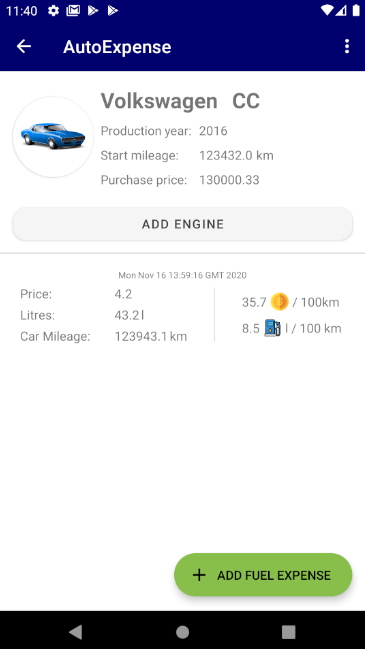 11:40
AutoExpense
Volkswagen CC
Production year: 2016
Start mileage: 123432.0 km
Purchase price: 130000.33
ADD ENGINE
Mon Nov 16 13:59:16 GMT 2020
Price: 4.2
Litres: 43.2 l
Car Mileage: 123943.1 km
35.7 / 100km
8.5 l / 100 km
+ ADD FUEL EXPENSE